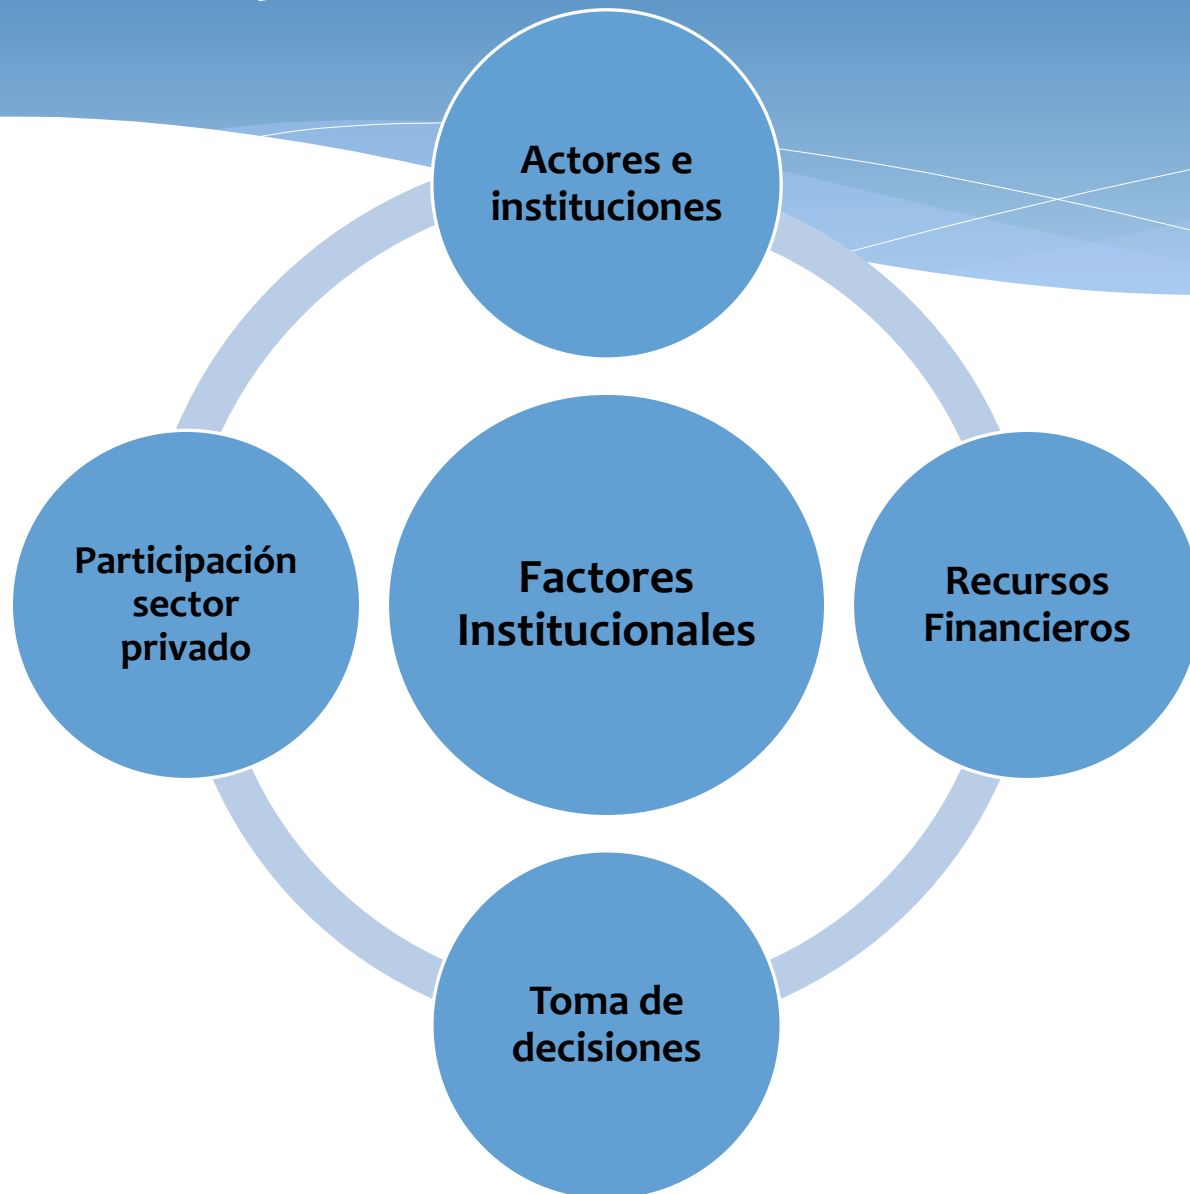 Actores e
instituciones
Participación
sector
privado
Factores
Institucionales
Recursos
Financieros
Toma de
decisiones